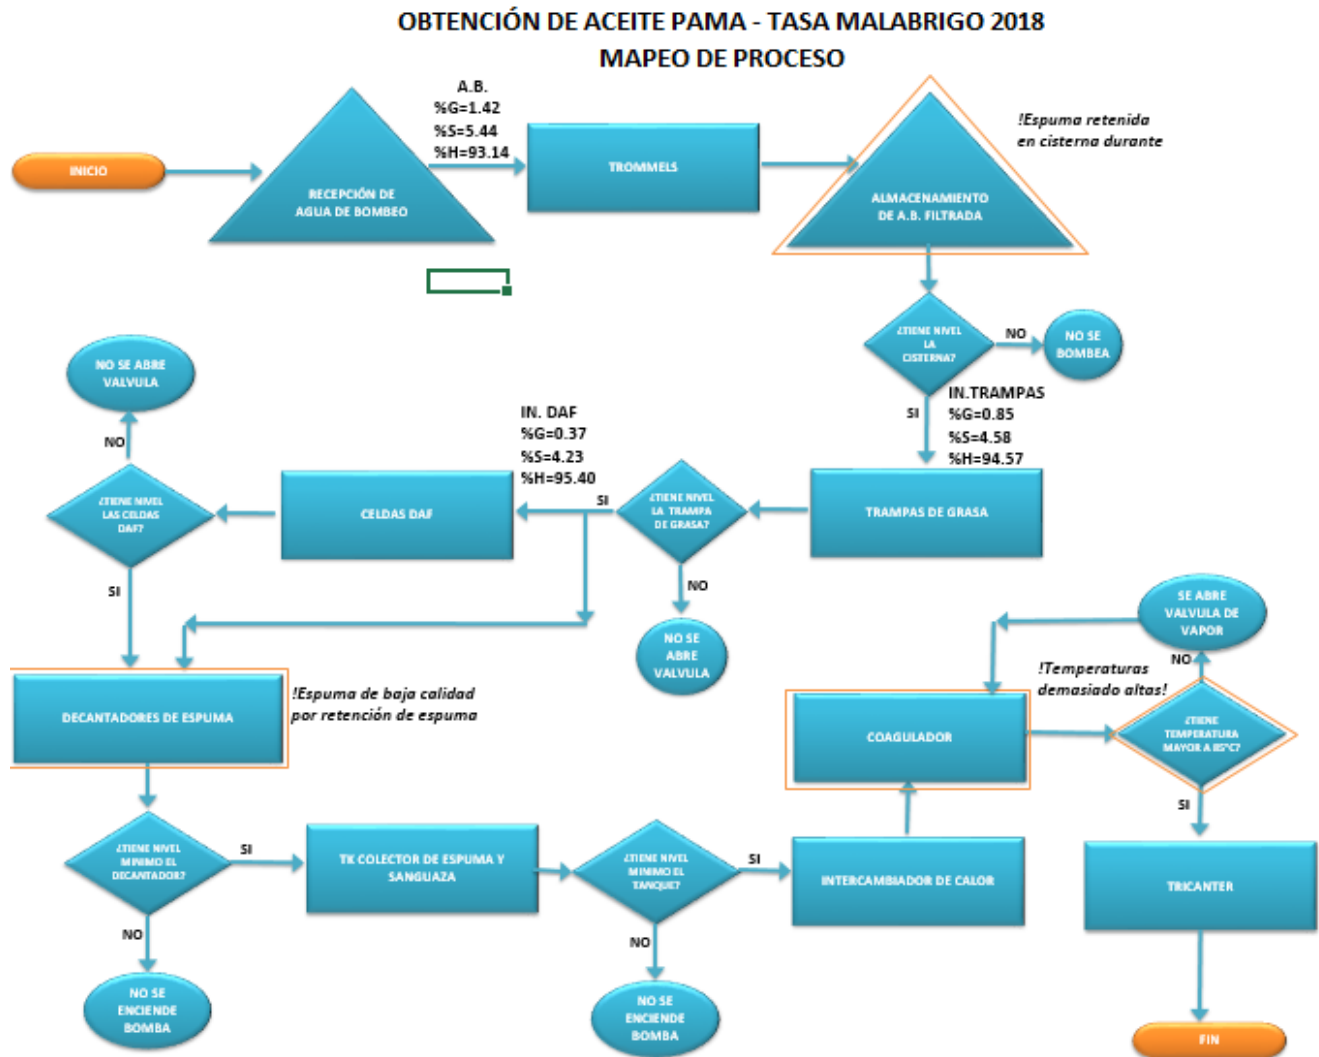 OBTENCIÓN DE ACEITE PAMA - TASA MALABRIGO 2018
MAPEO DE PROCESO
INICIO
RECEPCIÓN DE
AGUA DE BOMBEO
A.B.
%G=1.42
%S=5.44
%H=93.14
TROMMELS
ALMACENAMIENTO
DE A.B. FILTRADA
!Espuma retenida
en cisterna durante
¿TIENE NIVEL
LA
CISTERNA?
NO
NO SE
BOMBEA
SI
IN.TRAMPAS
%G=0.85
%S=4.58
%H=94.57
TRAMPAS DE GRASA
¿TIENE NIVEL
LA TRAMPA
DE GRASA?
NO
NO SE
ABRE
VALVULA
SI
IN. DAF
%G=0.37
%S=4.23
%H=95.40
CELDAS DAF
¿TIENE NIVEL
LAS CELDAS
DAF?
NO
NO SE ABRE
VALVULA
SI
DECANTADORES DE ESPUMA
!Espuma de baja calidad
por retención de espuma
¿TIENE NIVEL
MINIMO EL
DECANTADOR?
NO
NO SE
ENCIENDE
BOMBA
SI
TK COLECTOR DE ESPUMA Y
SANGUAZA
¿TIENE NIVEL
MINIMO EL
TANQUE?
NO
NO SE
ENCIENDE
BOMBA
SI
INTERCAMBIADOR DE CALOR
COAGULADOR
!Temperaturas
demasiado altas!
¿TIENE
TEMPERATURA
MAYOR A 85°C?
NO
SE ABRE
VALVULA DE
VAPOR
SI
TRICANTER
FIN